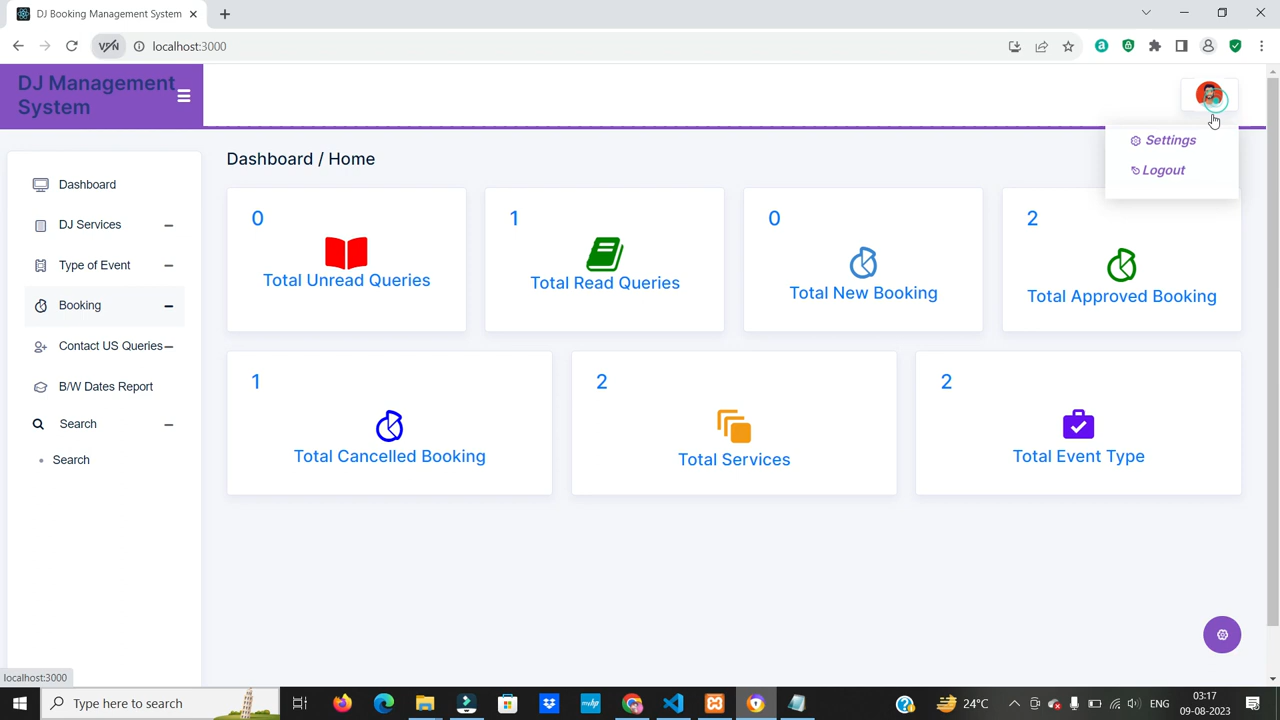 DJ Booking Management System
localhost:3000
DJ Management
System
Settings
Logout
Dashboard / Home
Dashboard
DJ Services
Type of Event
Booking
Contact US Queries
B/W Dates Report
Search
Search
0
Total Unread Queries
1
Total Read Queries
0
Total New Booking
2
Total Approved Booking
1
Total Cancelled Booking
2
Total Services
2
Total Event Type
localhost:3000
Type here to search
24°C
ENG
03:17
09-08-2023